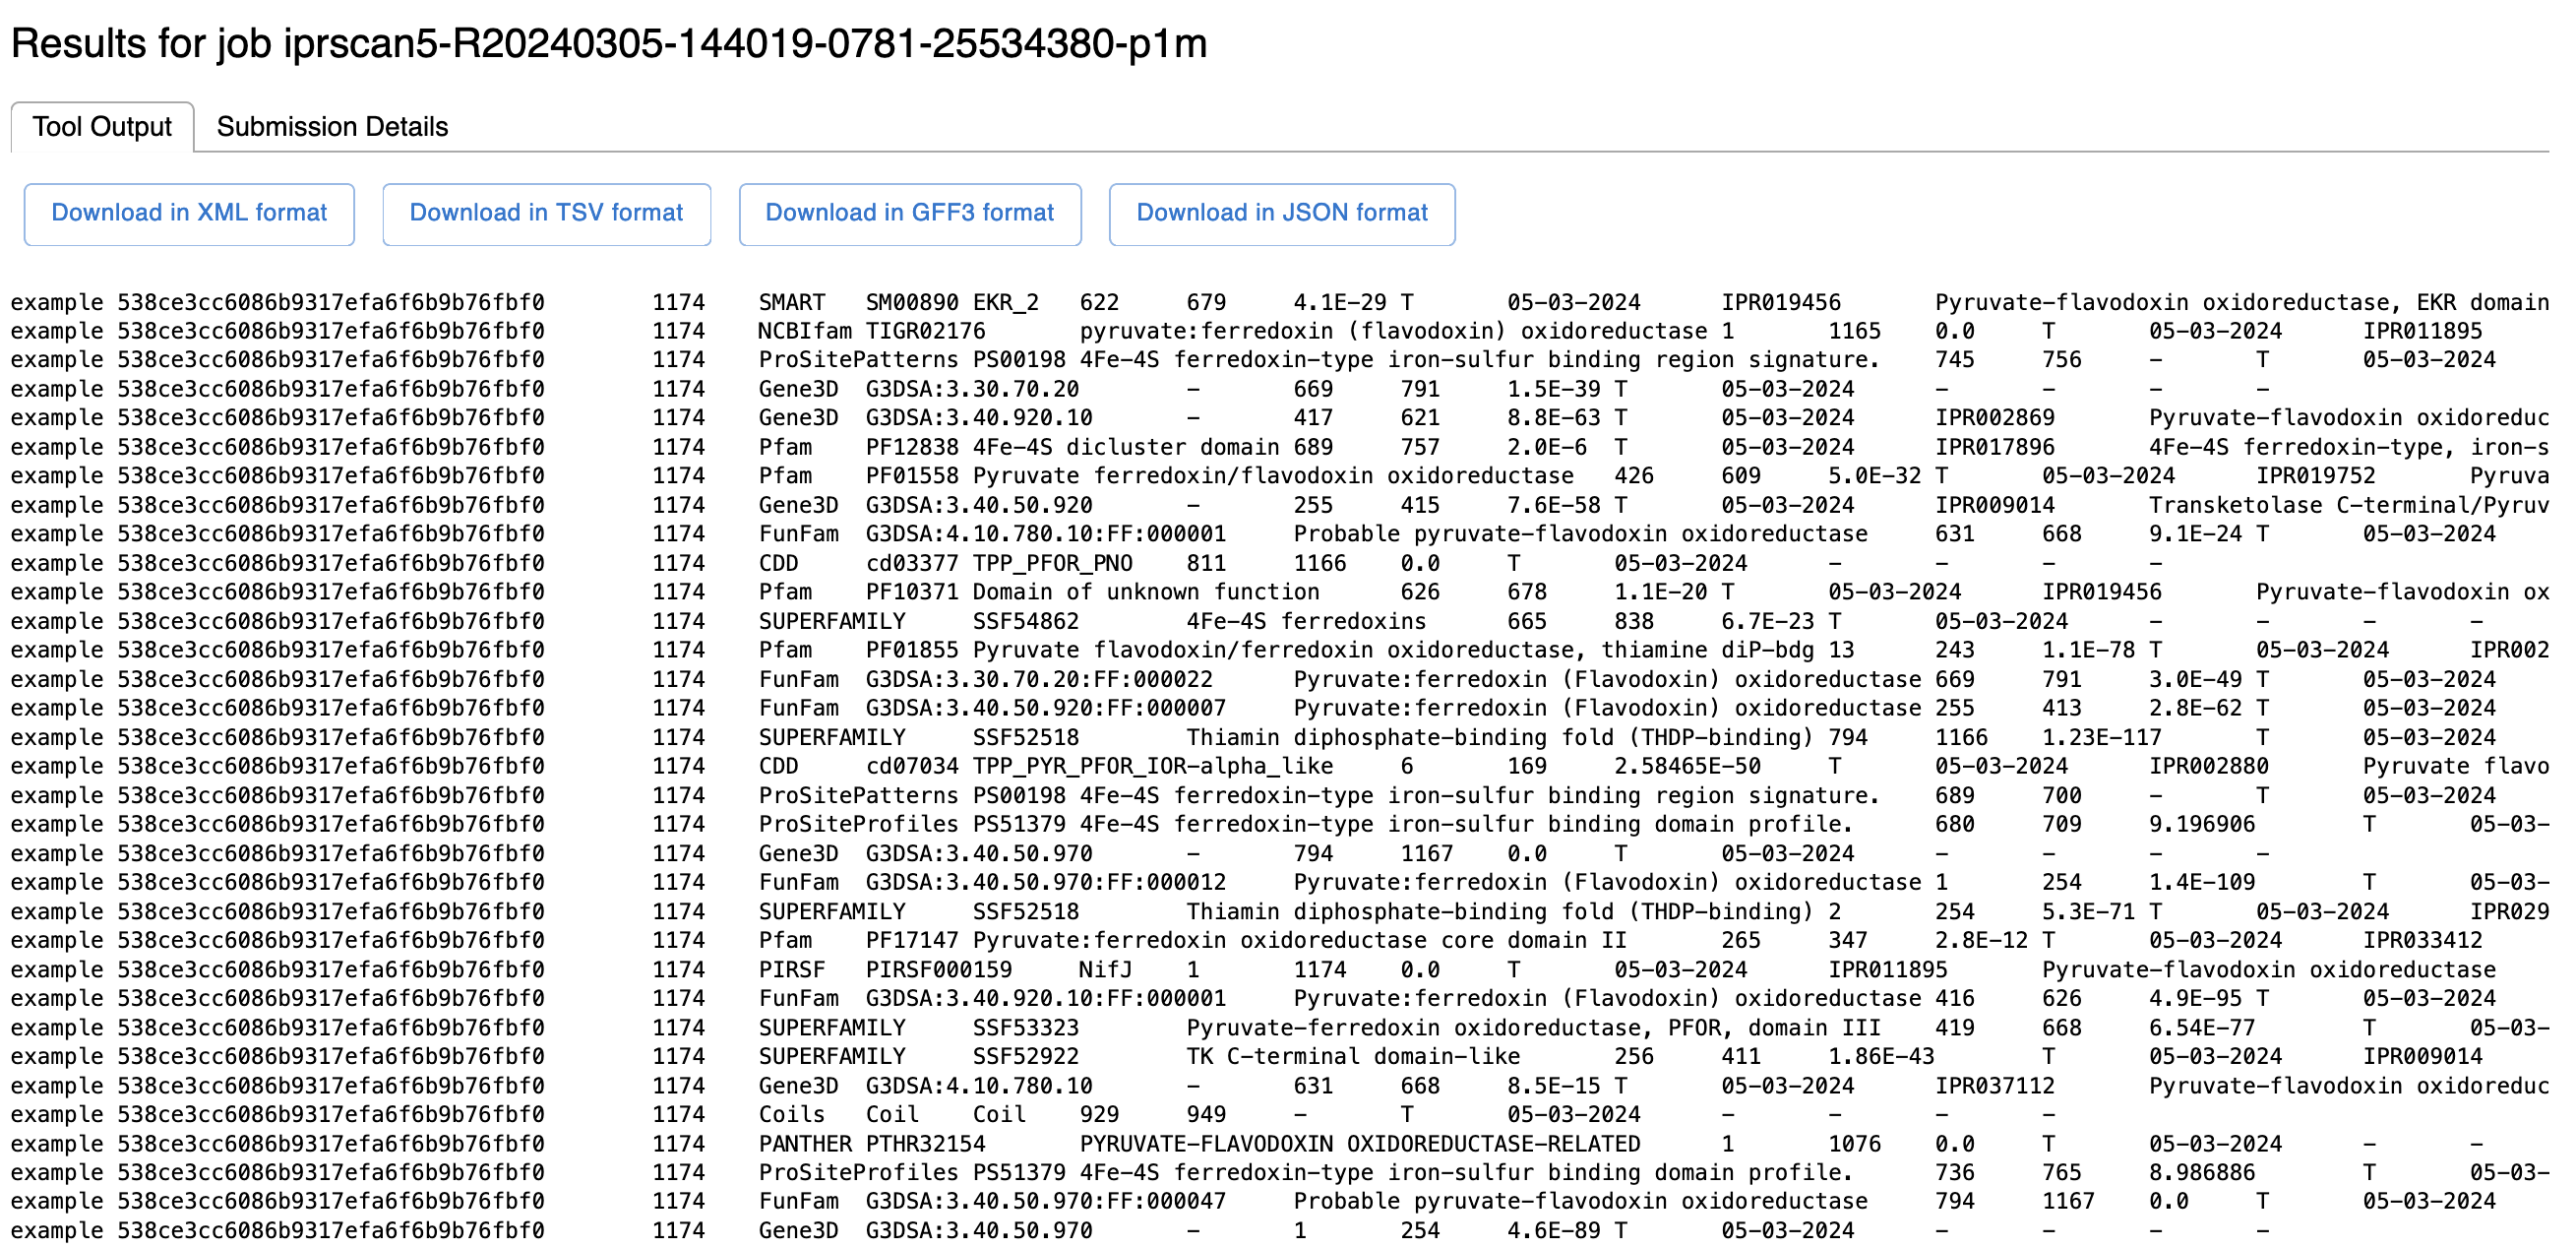 Results for job iprscan5-R20240305-144019-0781-25534380-p1m
Tool Output Submission Details
Download in XML format Download in TSV format Download in GFF3 format Download in JSON format
example 538ce3cc6086b9317efa6f6b9b76fbf0 1174 SMART SM00890 EKR_2 622 679 4.1E-29 T 05-03-2024 IPR019456 Pyruvate-flavodoxin oxidoreductase, EKR domain
example 538ce3cc6086b9317efa6f6b9b76fbf0 1174 NCBIfam TIGR02176 pyruvate:ferredoxin (flavodoxin) oxidoreductase 1 1165 0.0 T 05-03-2024 IPR011895
example 538ce3cc6086b9317efa6f6b9b76fbf0 1174 ProSitePatterns PS00198 4Fe-4S ferredoxin-type iron-sulfur binding region signature. 745 756 - T 05-03-2024
example 538ce3cc6086b9317efa6f6b9b76fbf0 1174 Gene3D G3DSA:3.30.70.20 - 669 791 1.5E-39 T 05-03-2024 - - - -
example 538ce3cc6086b9317efa6f6b9b76fbf0 1174 Gene3D G3DSA:3.40.920.10 - 417 621 8.8E-63 T 05-03-2024 IPR002869 Pyruvate-flavodoxin oxidoreduc
example 538ce3cc6086b9317efa6f6b9b76fbf0 1174 Pfam PF12838 4Fe-4S dicluster domain 689 757 2.0E-6 T 05-03-2024 IPR017896 4Fe-4S ferredoxin-type, iron-s
example 538ce3cc6086b9317efa6f6b9b76fbf0 1174 Pfam PF01558 Pyruvate ferredoxin/flavodoxin oxidoreductase 426 609 5.0E-32 T 05-03-2024 IPR019752 Pyruva
example 538ce3cc6086b9317efa6f6b9b76fbf0 1174 Gene3D G3DSA:3.40.50.920 - 255 415 7.6E-58 T 05-03-2024 IPR009014 Transketolase C-terminal/Pyruv
example 538ce3cc6086b9317efa6f6b9b76fbf0 1174 FunFam G3DSA:4.10.780.10:FF:000001 Probable pyruvate-flavodoxin oxidoreductase 631 668 9.1E-24 T 05-03-2024
example 538ce3cc6086b9317efa6f6b9b76fbf0 1174 CDD cd03377 TPP_PFOR_PNO 811 1166 0.0 T 05-03-2024 - - - -
example 538ce3cc6086b9317efa6f6b9b76fbf0 1174 Pfam PF10371 Domain of unknown function 626 678 1.1E-20 T 05-03-2024 IPR019456 Pyruvate-flavodoxin ox
example 538ce3cc6086b9317efa6f6b9b76fbf0 1174 SUPERFAMILY SSF54862 4Fe-4S ferredoxins 665 838 6.7E-23 T 05-03-2024 - - - -
example 538ce3cc6086b9317efa6f6b9b76fbf0 1174 Pfam PF01855 Pyruvate flavodoxin/ferredoxin oxidoreductase, thiamine diP-bdg 13 243 1.1E-78 T 05-03-2024 IPR002
example 538ce3cc6086b9317efa6f6b9b76fbf0 1174 FunFam G3DSA:3.30.70.20:FF:000022 Pyruvate:ferredoxin (Flavodoxin) oxidoreductase 669 791 3.0E-49 T 05-03-2024
example 538ce3cc6086b9317efa6f6b9b76fbf0 1174 FunFam G3DSA:3.40.50.920:FF:000007 Pyruvate:ferredoxin (Flavodoxin) oxidoreductase 255 413 2.8E-62 T 05-03-2024
example 538ce3cc6086b9317efa6f6b9b76fbf0 1174 SUPERFAMILY SSF52518 Thiamin diphosphate-binding fold (THDP-binding) 794 1166 1.23E-117 T 05-03-2024
example 538ce3cc6086b9317efa6f6b9b76fbf0 1174 CDD cd07034 TPP_PYR_PFOR_IOR-alpha_like 6 169 2.58465E-50 T 05-03-2024 IPR002880 Pyruvate flavo
example 538ce3cc6086b9317efa6f6b9b76fbf0 1174 ProSitePatterns PS00198 4Fe-4S ferredoxin-type iron-sulfur binding region signature. 689 700 - T 05-03-2024
example 538ce3cc6086b9317efa6f6b9b76fbf0 1174 ProSiteProfiles PS51379 4Fe-4S ferredoxin-type iron-sulfur binding domain profile. 680 709 9.196906 T 05-03-
example 538ce3cc6086b9317efa6f6b9b76fbf0 1174 Gene3D G3DSA:3.40.50.970 - 794 1167 0.0 T 05-03-2024 - - - -
example 538ce3cc6086b9317efa6f6b9b76fbf0 1174 FunFam G3DSA:3.40.50.970:FF:000012 Pyruvate:ferredoxin (Flavodoxin) oxidoreductase 1 254 1.4E-109 T 05-03-
example 538ce3cc6086b9317efa6f6b9b76fbf0 1174 SUPERFAMILY SSF52518 Thiamin diphosphate-binding fold (THDP-binding) 2 254 5.3E-71 T 05-03-2024 IPR029
example 538ce3cc6086b9317efa6f6b9b76fbf0 1174 Pfam PF17147 Pyruvate:ferredoxin oxidoreductase core domain II 265 347 2.8E-12 T 05-03-2024 IPR033412
example 538ce3cc6086b9317efa6f6b9b76fbf0 1174 PIRSF PIRSF000159 NifJ 1 1174 0.0 T 05-03-2024 IPR011895 Pyruvate-flavodoxin oxidoreductase
example 538ce3cc6086b9317efa6f6b9b76fbf0 1174 FunFam G3DSA:3.40.920.10:FF:000001 Pyruvate:ferredoxin (Flavodoxin) oxidoreductase 416 626 4.9E-95 T 05-03-2024
example 538ce3cc6086b9317efa6f6b9b76fbf0 1174 SUPERFAMILY SSF53323 Pyruvate-ferredoxin oxidoreductase, PFOR, domain III 419 668 6.54E-77 T 05-03-
example 538ce3cc6086b9317efa6f6b9b76fbf0 1174 SUPERFAMILY SSF52922 TK C-terminal domain-like 256 411 1.86E-43 T 05-03-2024 IPR009014
example 538ce3cc6086b9317efa6f6b9b76fbf0 1174 Gene3D G3DSA:4.10.780.10 - 631 668 8.5E-15 T 05-03-2024 IPR037112 Pyruvate-flavodoxin oxidoreduc
example 538ce3cc6086b9317efa6f6b9b76fbf0 1174 Coils Coil Coil 929 949 - T 05-03-2024 - - - -
example 538ce3cc6086b9317efa6f6b9b76fbf0 1174 PANTHER PTHR32154 PYRUVATE-FLAVODOXIN OXIDOREDUCTASE-RELATED 1 1076 0.0 T 05-03-2024 - -
example 538ce3cc6086b9317efa6f6b9b76fbf0 1174 ProSiteProfiles PS51379 4Fe-4S ferredoxin-type iron-sulfur binding domain profile. 736 765 8.986886 T 05-03-
example 538ce3cc6086b9317efa6f6b9b76fbf0 1174 FunFam G3DSA:3.40.50.970:FF:000047 Probable pyruvate-flavodoxin oxidoreductase 794 1167 0.0 T 05-03-2024
example 538ce3cc6086b9317efa6f6b9b76fbf0 1174 Gene3D G3DSA:3.40.50.970 - 1 254 4.6E-89 T 05-03-2024 - - - -